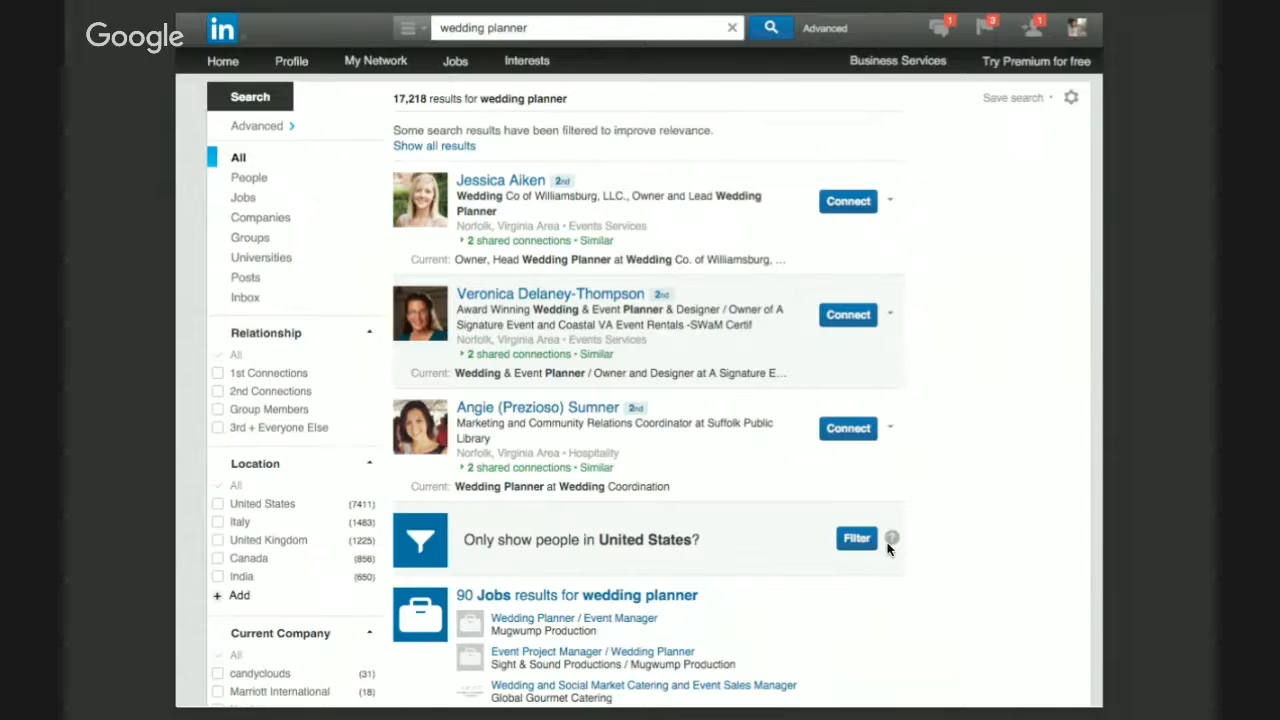 Google
in
wedding planner
Advanced
1
3
1
Home
Profile
My Network
Jobs
Interests
Business Services
Try Premium for free
Search
Advanced
All
People
Jobs
Companies
Groups
Universities
Posts
Inbox
Relationship
All
1st Connections
2nd Connections
Group Members
3rd + Everyone Else
Location
All
United States (7411)
Italy (1483)
United Kingdom (1225)
Canada (856)
India (650)
+ Add
Current Company
All
candyclouds (31)
Marriott International (18)
17,218 results for wedding planner
Save search
Some search results have been filtered to improve relevance.
Show all results
Jessica Aiken 2nd
Wedding Co of Williamsburg, LLC., Owner and Lead Wedding
Planner
Norfolk, Virginia Area • Events Services
2 shared connections • Similar
Current: Owner, Head Wedding Planner at Wedding Co. of Williamsburg, ...
Connect
Veronica Delaney-Thompson 2nd
Award Winning Wedding & Event Planner & Designer / Owner of A
Signature Event and Coastal VA Event Rentals -SWaM Certif
Norfolk, Virginia Area • Events Services
2 shared connections • Similar
Current: Wedding & Event Planner / Owner and Designer at A Signature E...
Connect
Angie (Prezioso) Sumner 2nd
Marketing and Community Relations Coordinator at Suffolk Public
Library
Norfolk, Virginia Area • Hospitality
2 shared connections • Similar
Current: Wedding Planner at Wedding Coordination
Connect
Only show people in United States?
Filter
?
90 Jobs results for wedding planner
Wedding Planner / Event Manager
Mugwump Production
Event Project Manager / Wedding Planner
Sight & Sound Productions / Mugwump Production
Wedding and Social Market Catering and Event Sales Manager
Global Gourmet Catering